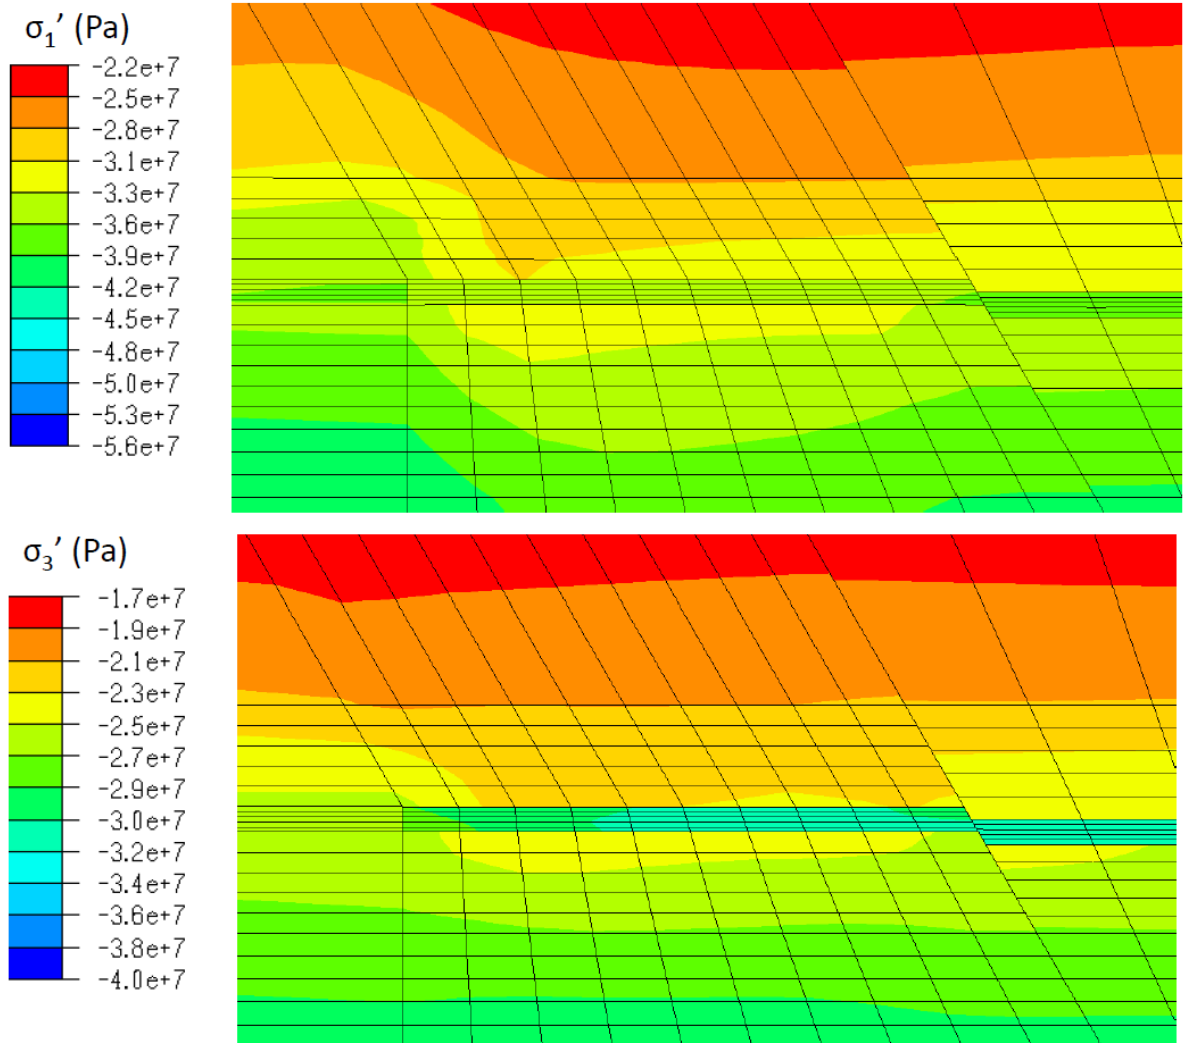 σ₁’ (Pa)
-2.2e+7
-2.5e+7
-2.8e+7
-3.1e+7
-3.3e+7
-3.6e+7
-3.9e+7
-4.2e+7
-4.5e+7
-4.8e+7
-5.0e+7
-5.3e+7
-5.6e+7
σ₃’ (Pa)
-1.7e+7
-1.9e+7
-2.1e+7
-2.3e+7
-2.5e+7
-2.7e+7
-2.9e+7
-3.0e+7
-3.2e+7
-3.4e+7
-3.6e+7
-3.8e+7
-4.0e+7